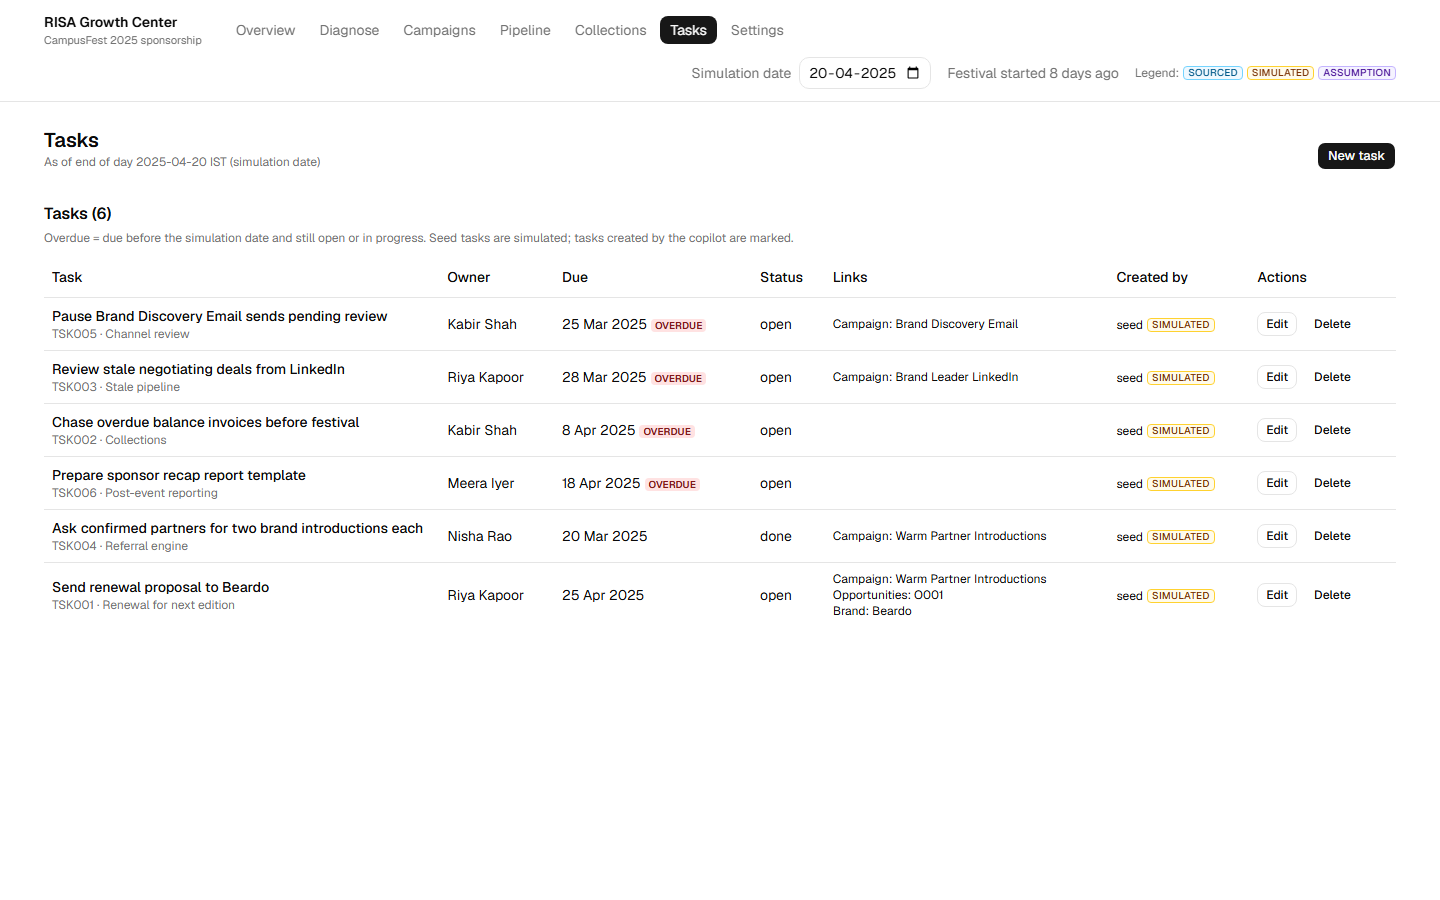 RISA Growth Center
CampusFest 2025 sponsorship
Overview Diagnose Campaigns Pipeline Collections Tasks Settings
Simulation date 20-04-2025 Festival started 8 days ago Legend: SOURCED SIMULATED ASSUMPTION
Tasks
As of end of day 2025-04-20 IST (simulation date)
New task
Tasks (6)
Overdue = due before the simulation date and still open or in progress. Seed tasks are simulated; tasks created by the copilot are marked.
Task Owner Due Status Links Created by Actions
Pause Brand Discovery Email sends pending review
TSK005 · Channel review
Kabir Shah 25 Mar 2025 OVERDUE open Campaign: Brand Discovery Email seed SIMULATED Edit Delete
Review stale negotiating deals from LinkedIn
TSK003 · Stale pipeline
Riya Kapoor 28 Mar 2025 OVERDUE open Campaign: Brand Leader LinkedIn seed SIMULATED Edit Delete
Chase overdue balance invoices before festival
TSK002 · Collections
Kabir Shah 8 Apr 2025 OVERDUE open seed SIMULATED Edit Delete
Prepare sponsor recap report template
TSK006 · Post-event reporting
Meera Iyer 18 Apr 2025 OVERDUE open seed SIMULATED Edit Delete
Ask confirmed partners for two brand introductions each
TSK004 · Referral engine
Nisha Rao 20 Mar 2025 done Campaign: Warm Partner Introductions seed SIMULATED Edit Delete
Send renewal proposal to Beardo
TSK001 · Renewal for next edition
Riya Kapoor 25 Apr 2025 open
Campaign: Warm Partner Introductions
Opportunities: O001
Brand: Beardo
seed SIMULATED Edit Delete